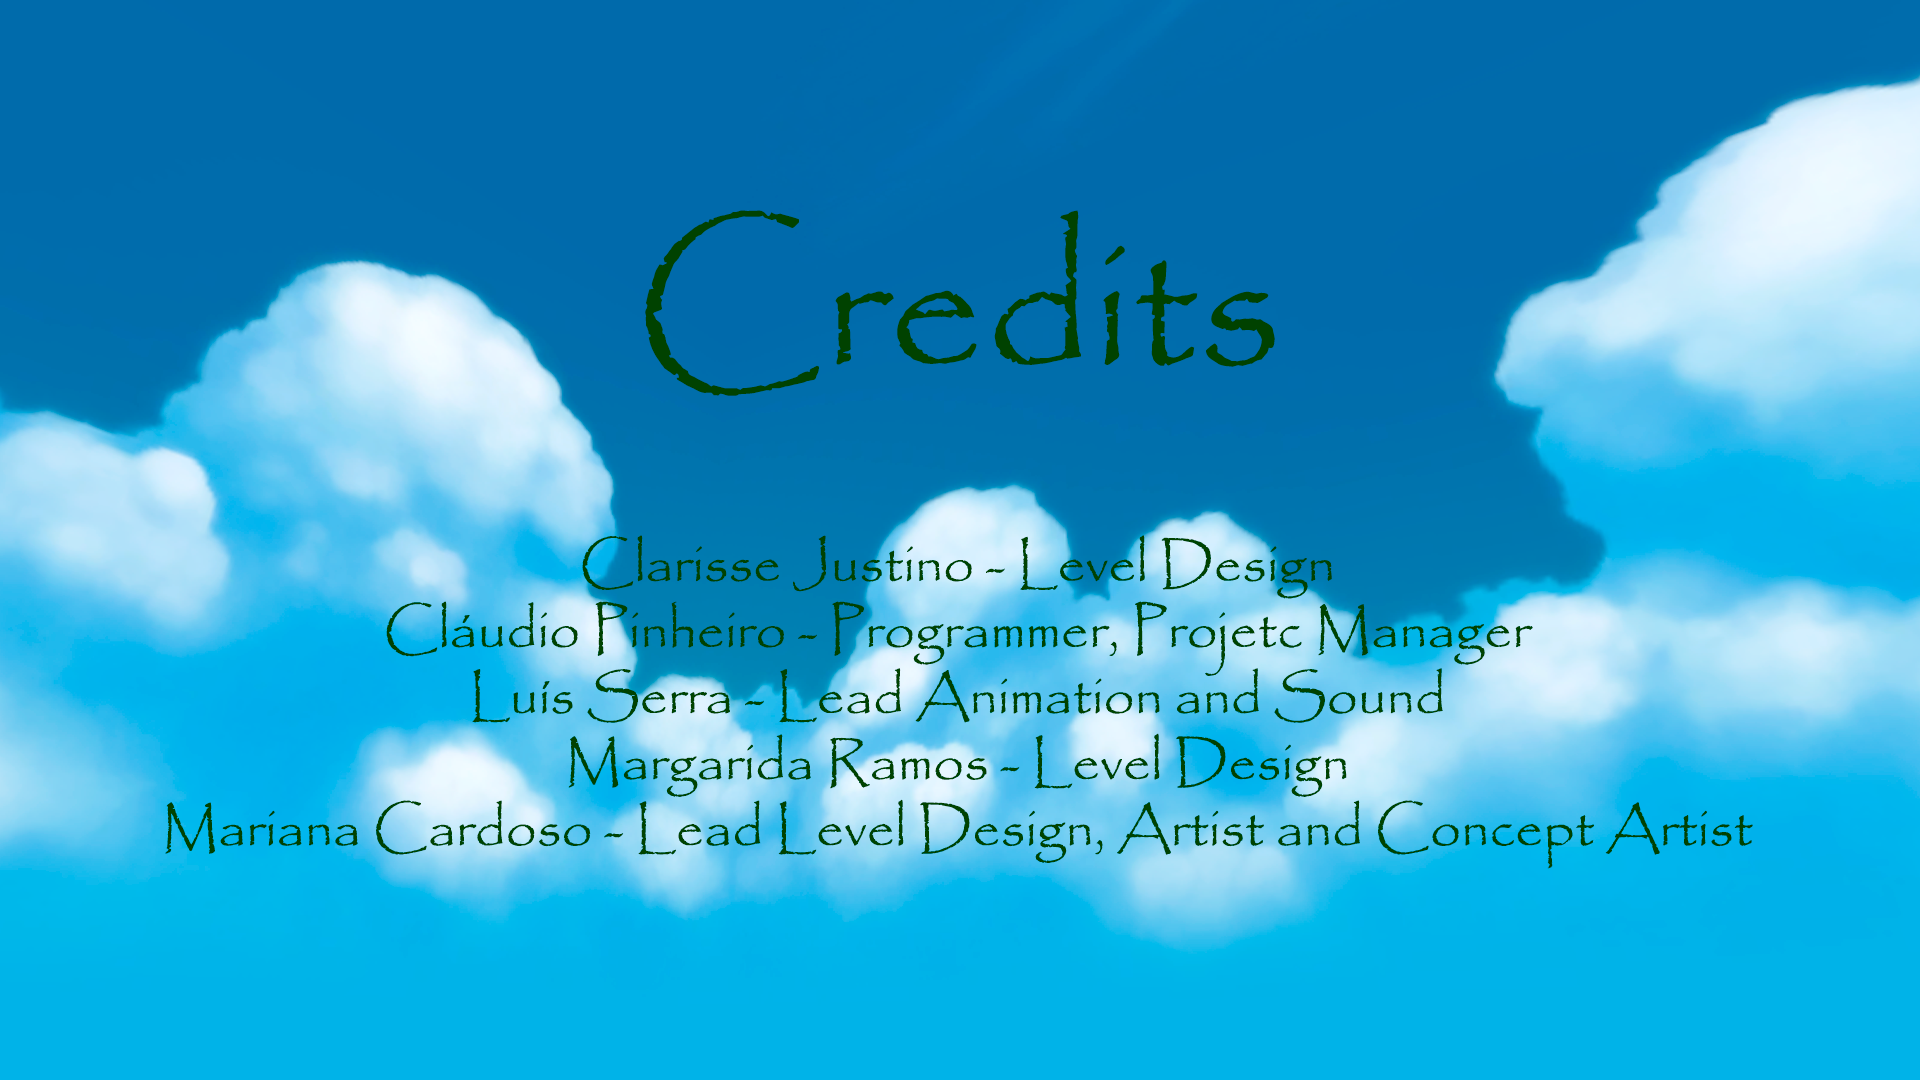 Credits
Clarisse Justino - Level Design
Cláudio Pinheiro - Programmer, Projetc Manager
Luís Serra - Lead Animation and Sound
Margarida Ramos - Level Design
Mariana Cardoso - Lead Level Design, Artist and Concept Artist